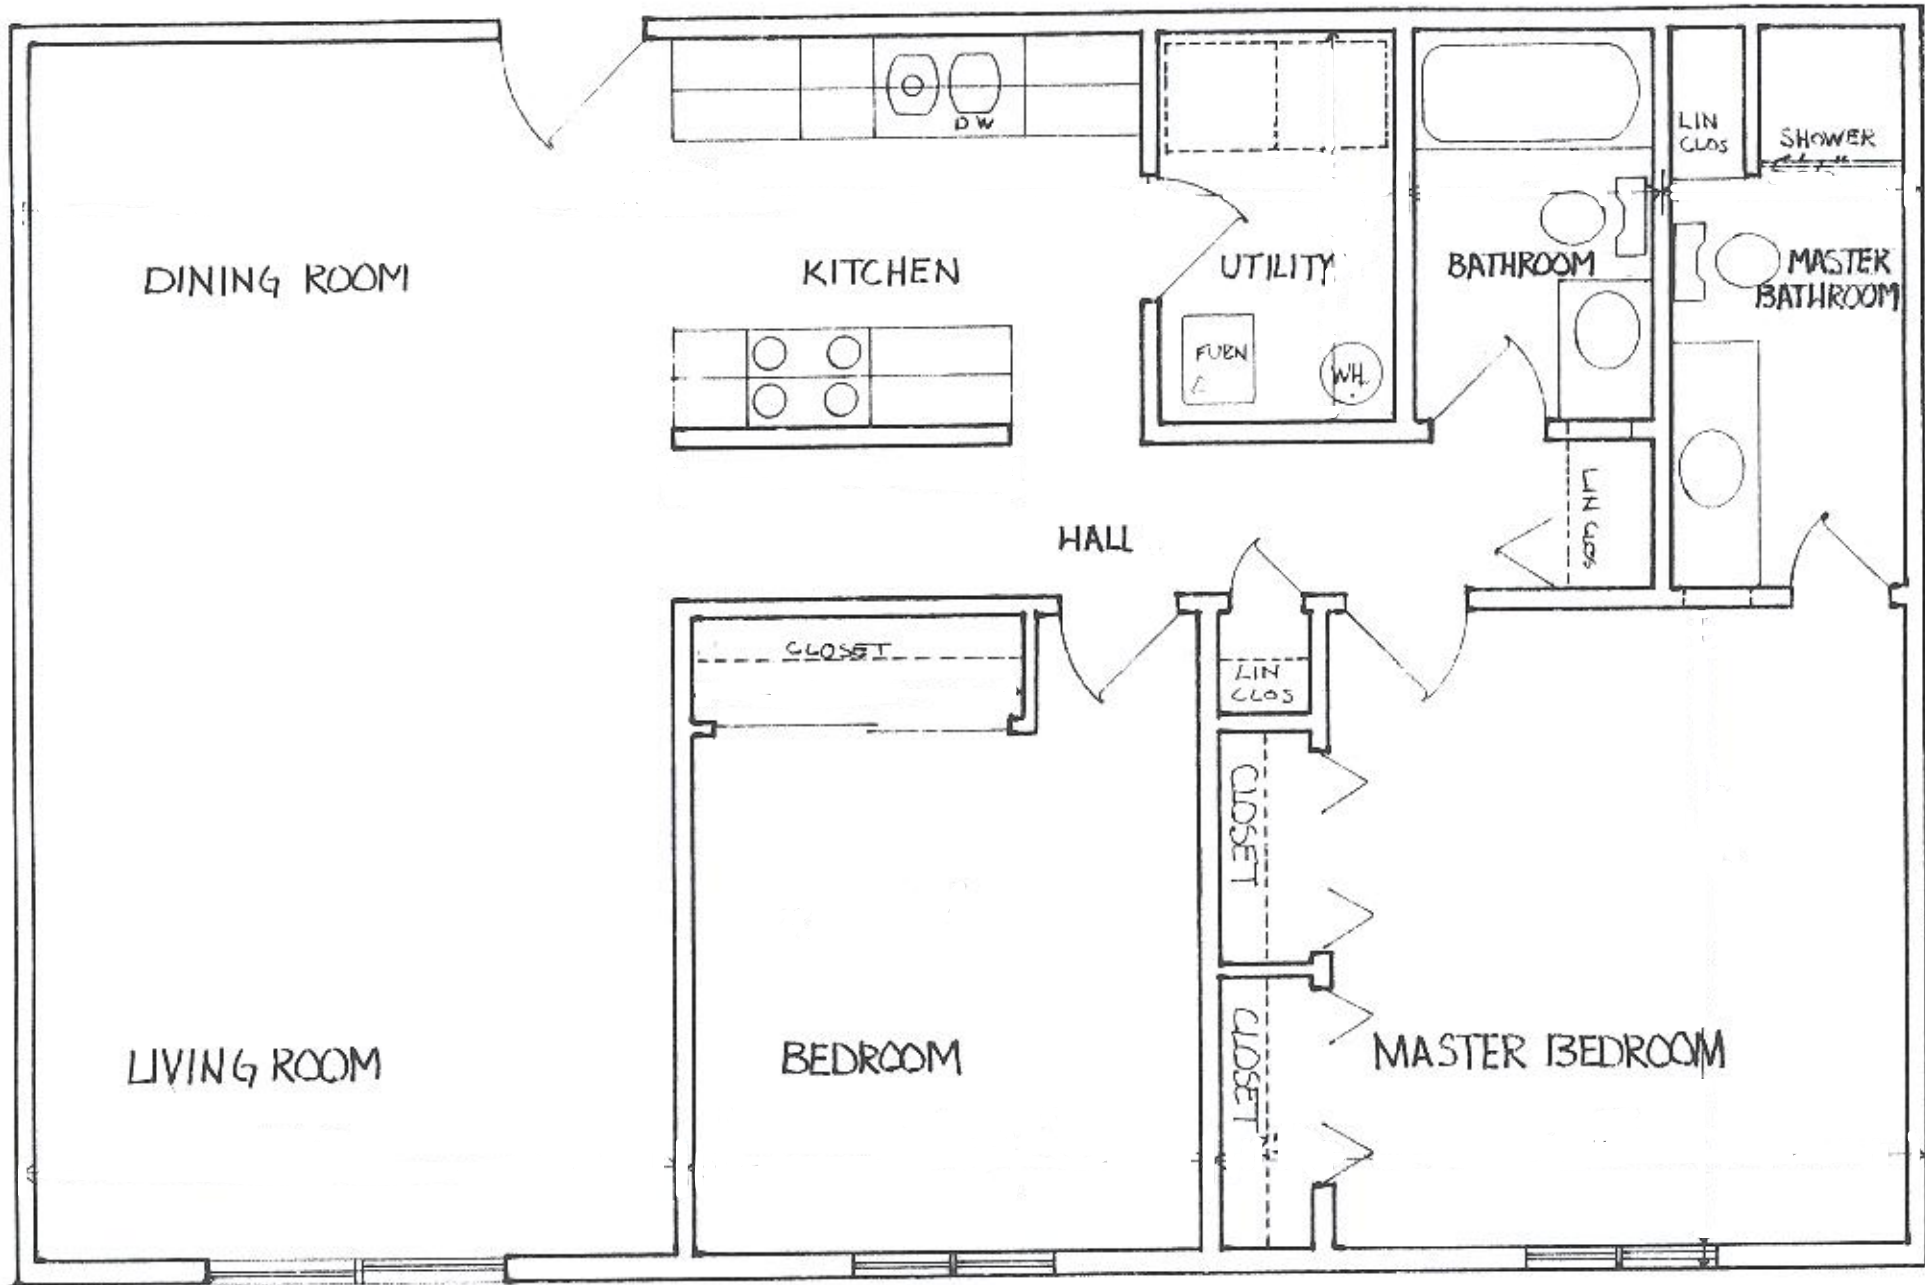 DW
LIN
CLOS
SHOWER
DINING ROOM
KITCHEN
UTILITY
BATHROOM
MASTER
BATHROOM
FURN
WH
LIN CLOS
HALL
CLOSET
LIN
CLOS
CLOSET
CLOSET
LIVING ROOM
BEDROOM
MASTER BEDROOM